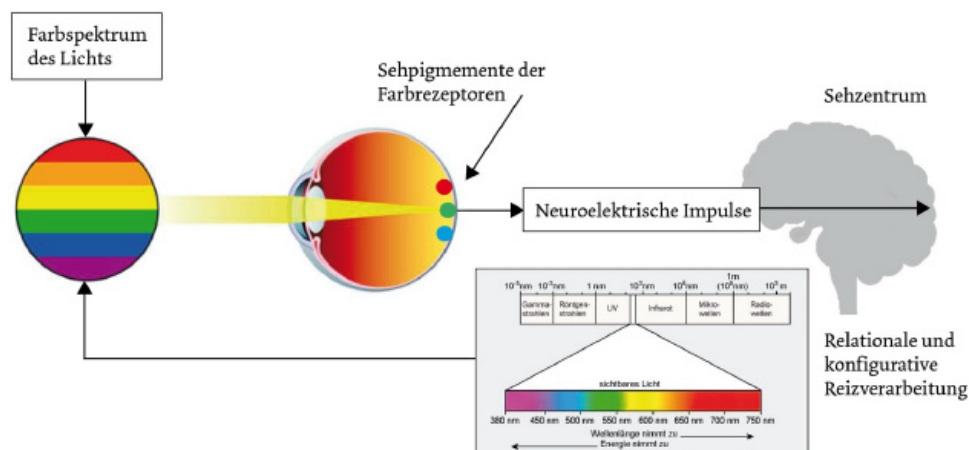 Farbspektrum
des Lichts
Sehpigmemente der
Farbrezeptoren
Sehzentrum
Neuroelektrische Impulse
1m
10⁻⁵nm 10⁻³nm 1 nm 10³nm 10⁶nm (10⁹nm) 10³ m
Gamma-
strahlen
Röntgen-
strahlen
UV
Infrarot
Mikro-
wellen
Radio-
wellen
sichtbares Licht
380 nm 450 nm 500 nm 550 nm 600 nm 650 nm 700 nm 750 nm
Wellenlänge nimmt zu
Energie nimmt zu
Relationale und
konfigurative
Reizverarbeitung